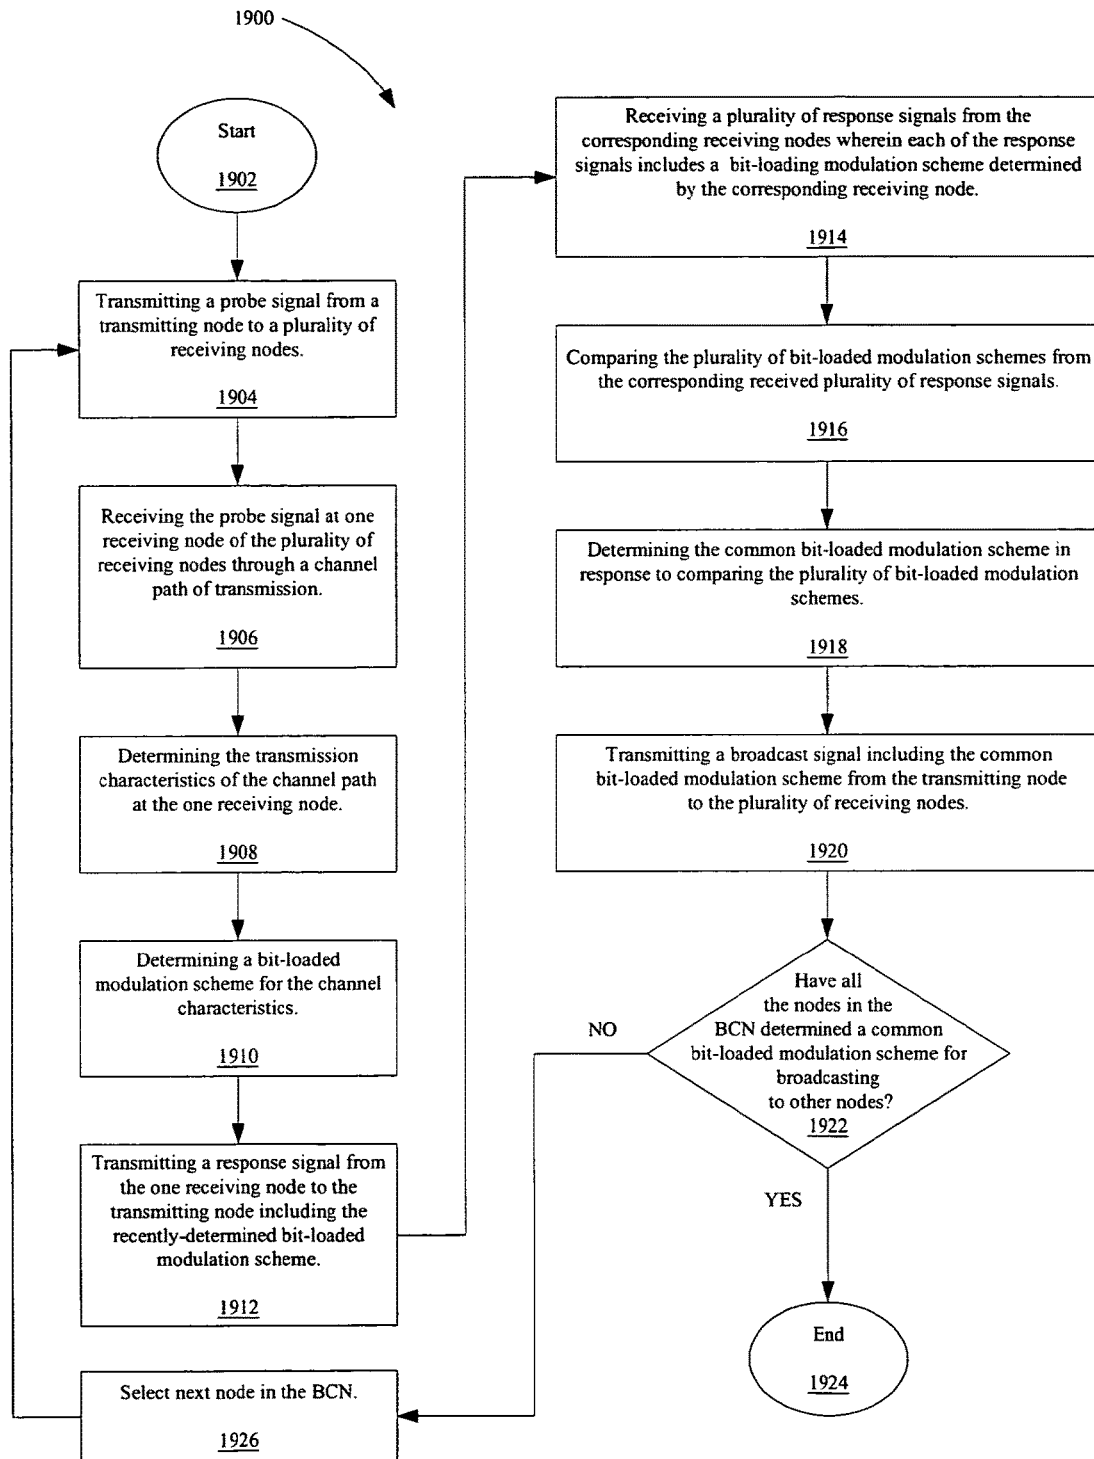 1900
Start
1902
Transmitting a probe signal from a
transmitting node to a plurality of
receiving nodes.
1904
Receiving the probe signal at one
receiving node of the plurality of
receiving nodes through a channel
path of transmission.
1906
Determining the transmission
characteristics of the channel path
at the one receiving node.
1908
Determining a bit-loaded
modulation scheme for the channel
characteristics.
1910
Transmitting a response signal from
the one receiving node to the
transmitting node including the
recently-determined bit-loaded
modulation scheme.
1912
Receiving a plurality of response signals from the
corresponding receiving nodes wherein each of the response
signals includes a bit-loading modulation scheme determined
by the corresponding receiving node.
1914
Comparing the plurality of bit-loaded modulation schemes from
the corresponding received plurality of response signals.
1916
Determining the common bit-loaded modulation scheme in
response to comparing the plurality of bit-loaded modulation
schemes.
1918
Transmitting a broadcast signal including the common
bit-loaded modulation scheme from the transmitting node
to the plurality of receiving nodes.
1920
Have all
the nodes in the
BCN determined a common
bit-loaded modulation scheme for
broadcasting
to other nodes?
1922
NO
YES
End
1924
Select next node in the BCN.
1926